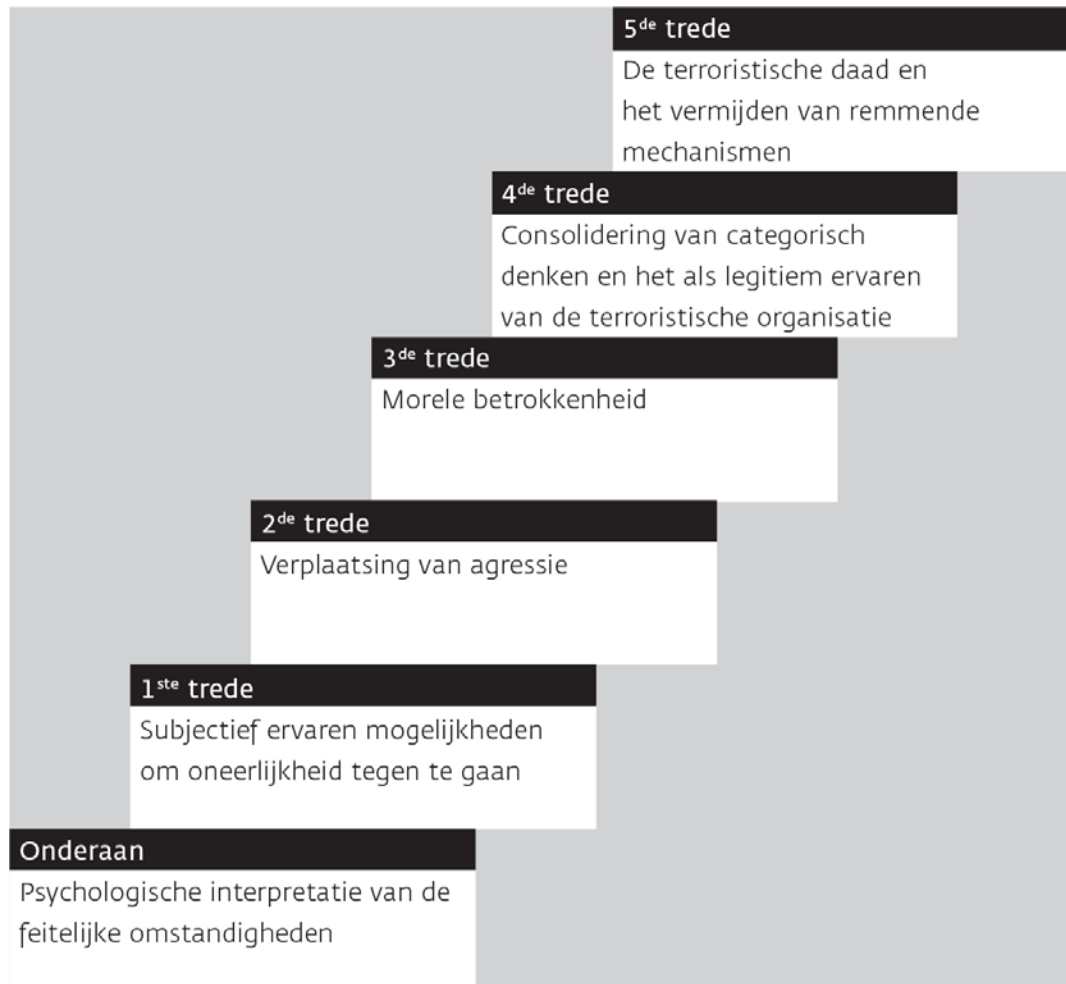 5de trede
De terroristische daad en
het vermijden van remmende
mechanismen
4de trede
Consolidering van categorisch
denken en het als legitiem ervaren
van de terroristische organisatie
3de trede
Morele betrokkenheid
2de trede
Verplaatsing van agressie
1ste trede
Subjectief ervaren mogelijkheden
om oneerlijkheid tegen te gaan
Onderaan
Psychologische interpretatie van de
feitelijke omstandigheden